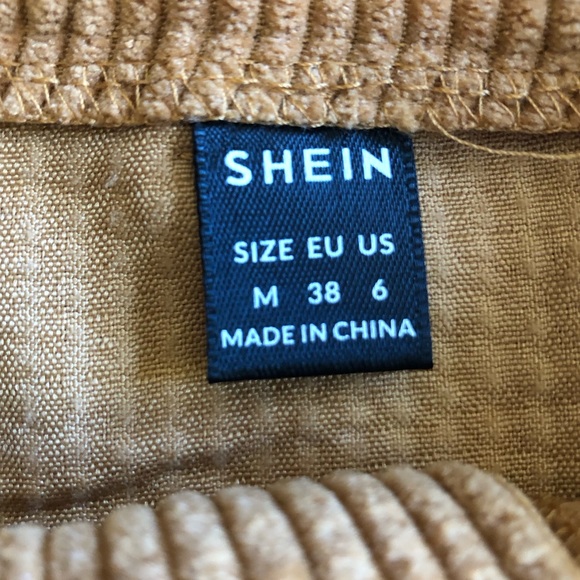 SHEIN
SIZE EU US
M 38 6
MADE IN CHINA